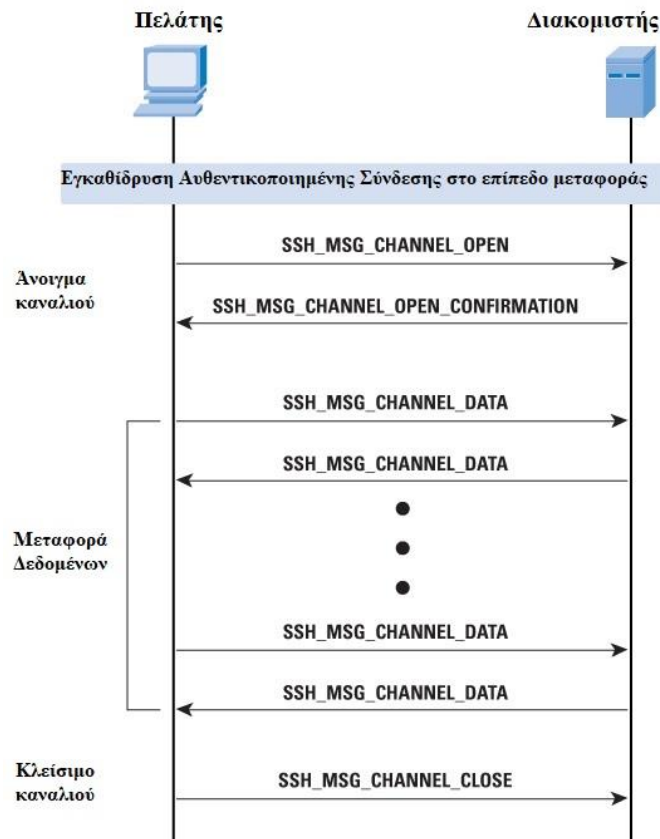 Πελάτης
Διακομιστής
Εγκαθίδρυση Αυθεντικοποιημένης Σύνδεσης στο επίπεδο μεταφοράς
SSH_MSG_CHANNEL_OPEN
Άνοιγμα
καναλιού
SSH_MSG_CHANNEL_OPEN_CONFIRMATION
SSH_MSG_CHANNEL_DATA
SSH_MSG_CHANNEL_DATA
Μεταφορά
Δεδομένων
SSH_MSG_CHANNEL_DATA
SSH_MSG_CHANNEL_DATA
Κλείσιμο
καναλιού
SSH_MSG_CHANNEL_CLOSE